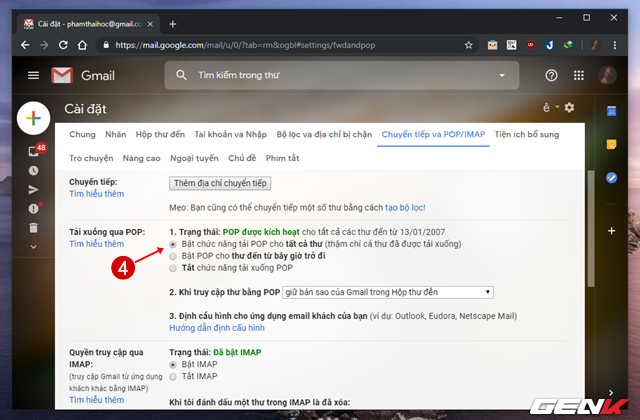 Cài đặt - phamthaihoc@gmail.co
https://mail.google.com/mail/u/0/?tab=rm&ogbl#settings/fwdandpop
Gmail
Tìm kiếm trong thư
Cài đặt
ê
48
Chung Nhãn Hộp thư đến Tài khoản và Nhập Bộ lọc và địa chỉ bị chặn Chuyển tiếp và POP/IMAP Tiện ích bổ sung
Trò chuyện Nâng cao Ngoại tuyến Chủ đề Phím tắt
Chuyển tiếp: Thêm địa chỉ chuyển tiếp
Tìm hiểu thêm
Mẹo: Bạn cũng có thể chuyển tiếp một số thư bằng cách tạo bộ lọc!
Tải xuống qua POP: 1. Trạng thái: POP được kích hoạt cho tất cả các thư đến từ 13/01/2007
Tìm hiểu thêm Bật chức năng tải POP cho tất cả thư (thậm chí cả thư đã được tải xuống)
Bật POP cho thư đến từ bây giờ trở đi
4 Tắt chức năng tải xuống POP
2. Khi truy cập thư bằng POP giữ bản sao của Gmail trong Hộp thư đến
3. Định cấu hình cho ứng dụng email khách của bạn (ví dụ: Outlook, Eudora, Netscape Mail)
Hướng dẫn định cấu hình
Quyền truy cập qua Trạng thái: Đã bật IMAP
IMAP: Bật IMAP
(truy cập Gmail từ ứng dụng Tắt IMAP
khách khác bằng IMAP)
Tìm hiểu thêm
Khi tôi đánh dấu một thư trong IMAP là đã xóa:
31
GENK